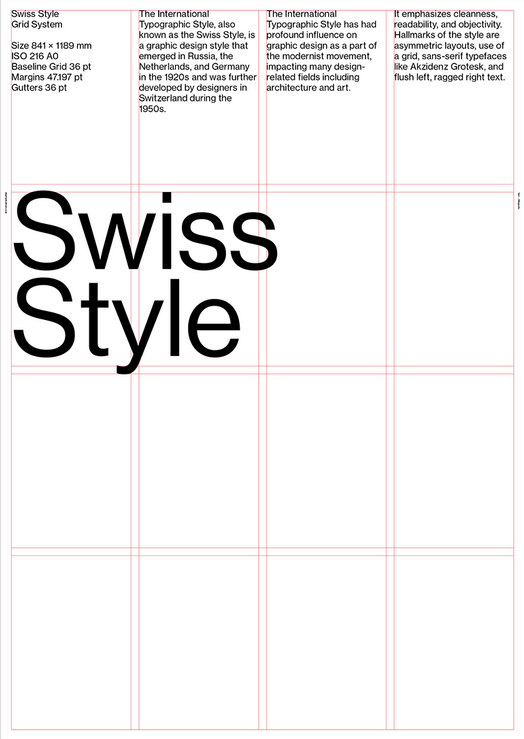 Swiss Style
Grid System
Size 841 × 1189 mm
ISO 216 A0
Baseline Grid 36 pt
Margins 47.197 pt
Gutters 36 pt
The International
Typographic Style, also
known as the Swiss Style, is
a graphic design style that
emerged in Russia, the
Netherlands, and Germany
in the 1920s and was further
developed by designers in
Switzerland during the
1950s.
The International
Typographic Style has had
profound influence on
graphic design as a part of
the modernist movement,
impacting many design-
related fields including
architecture and art.
It emphasizes cleanness,
readability, and objectivity.
Hallmarks of the style are
asymmetric layouts, use of
a grid, sans-serif typefaces
like Akzidenz Grotesk, and
flush left, ragged right text.
Swiss
Style